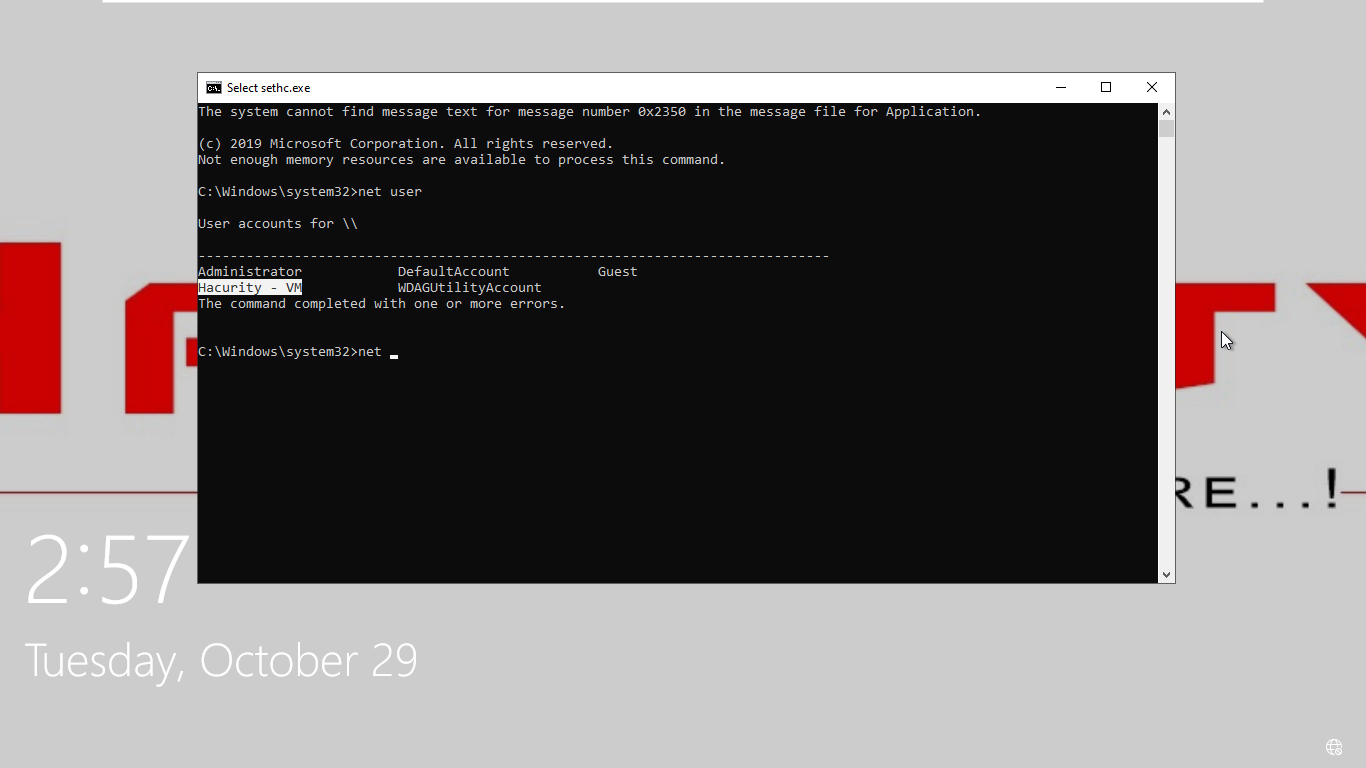 Select sethc.exe
The system cannot find message text for message number 0x2350 in the message file for Application.
(c) 2019 Microsoft Corporation. All rights reserved.
Not enough memory resources are available to process this command.
C:\Windows\system32>net user
User accounts for \\
-------------------------------------------------------------------------------
Administrator            DefaultAccount           Guest
Hacurity - VM            WDAGUtilityAccount
The command completed with one or more errors.
C:\Windows\system32>net _
RE...!
2:57
Tuesday, October 29